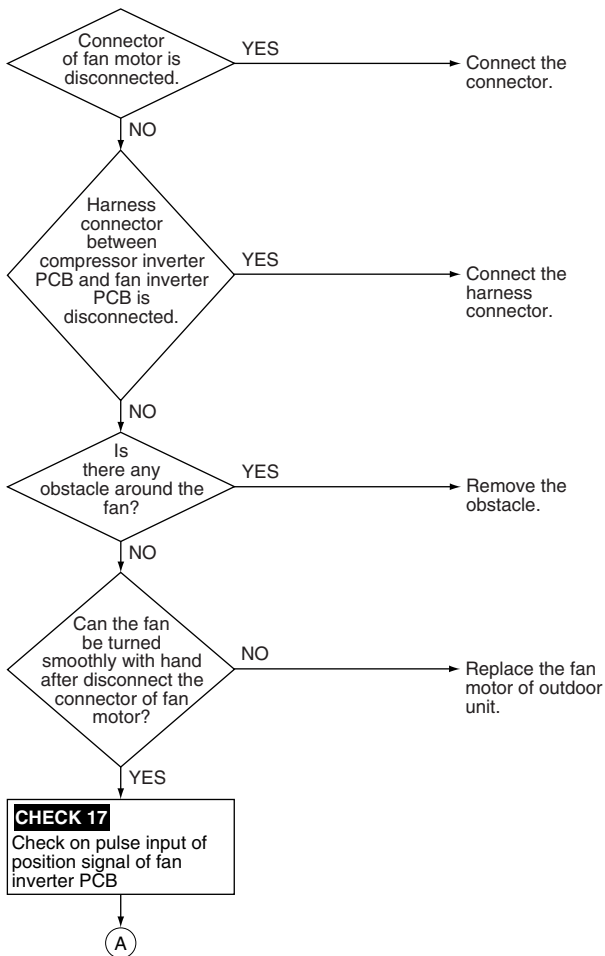 Connector
of fan motor is
disconnected.
YES
Connect the
connector.
NO
Harness
connector
between
compressor inverter
PCB and fan inverter
PCB is
disconnected.
YES
Connect the
harness
connector.
NO
Is
there any
obstacle around the
fan?
YES
Remove the
obstacle.
NO
Can the fan
be turned
smoothly with hand
after disconnect the
connector of fan
motor?
NO
Replace the fan
motor of outdoor
unit.
YES
CHECK 17
Check on pulse input of
position signal of fan
inverter PCB
A